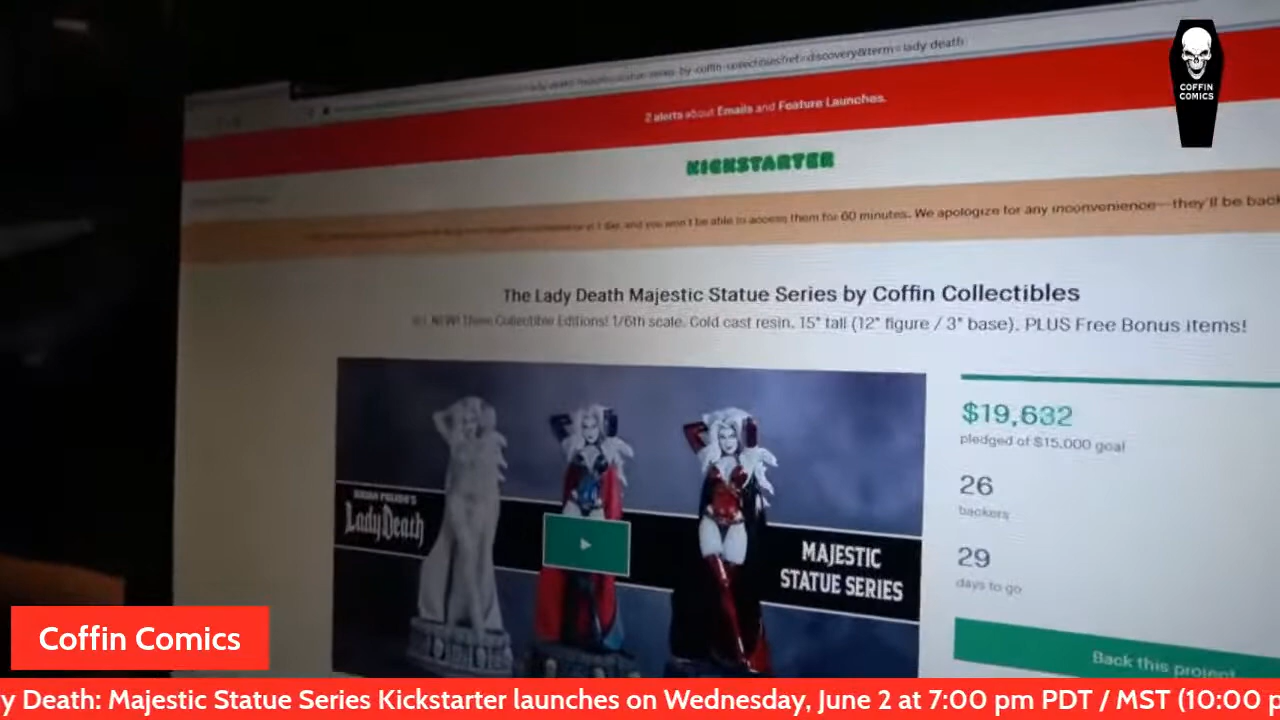 lady death
2 alerts about Emails and Feature Launches.
COFFIN
COMICS
KICKSTARTER
and you won't be able to access them for 60 minutes. We apologize for any inconvenience—they'll be back
The Lady Death Majestic Statue Series by Coffin Collectibles
NEW! Three Collectible Editions! 1/6th scale. Cold cast resin. 15" tall (12" figure / 3" base). PLUS Free Bonus items!
$19,632
pledged of $15,000 goal
26
backers
29
days to go
BRIAN PULIDO'S
Lady Death
MAJESTIC
STATUE SERIES
Back this project
Coffin Comics
y Death: Majestic Statue Series Kickstarter launches on Wednesday, June 2 at 7:00 pm PDT / MST (10:00 p